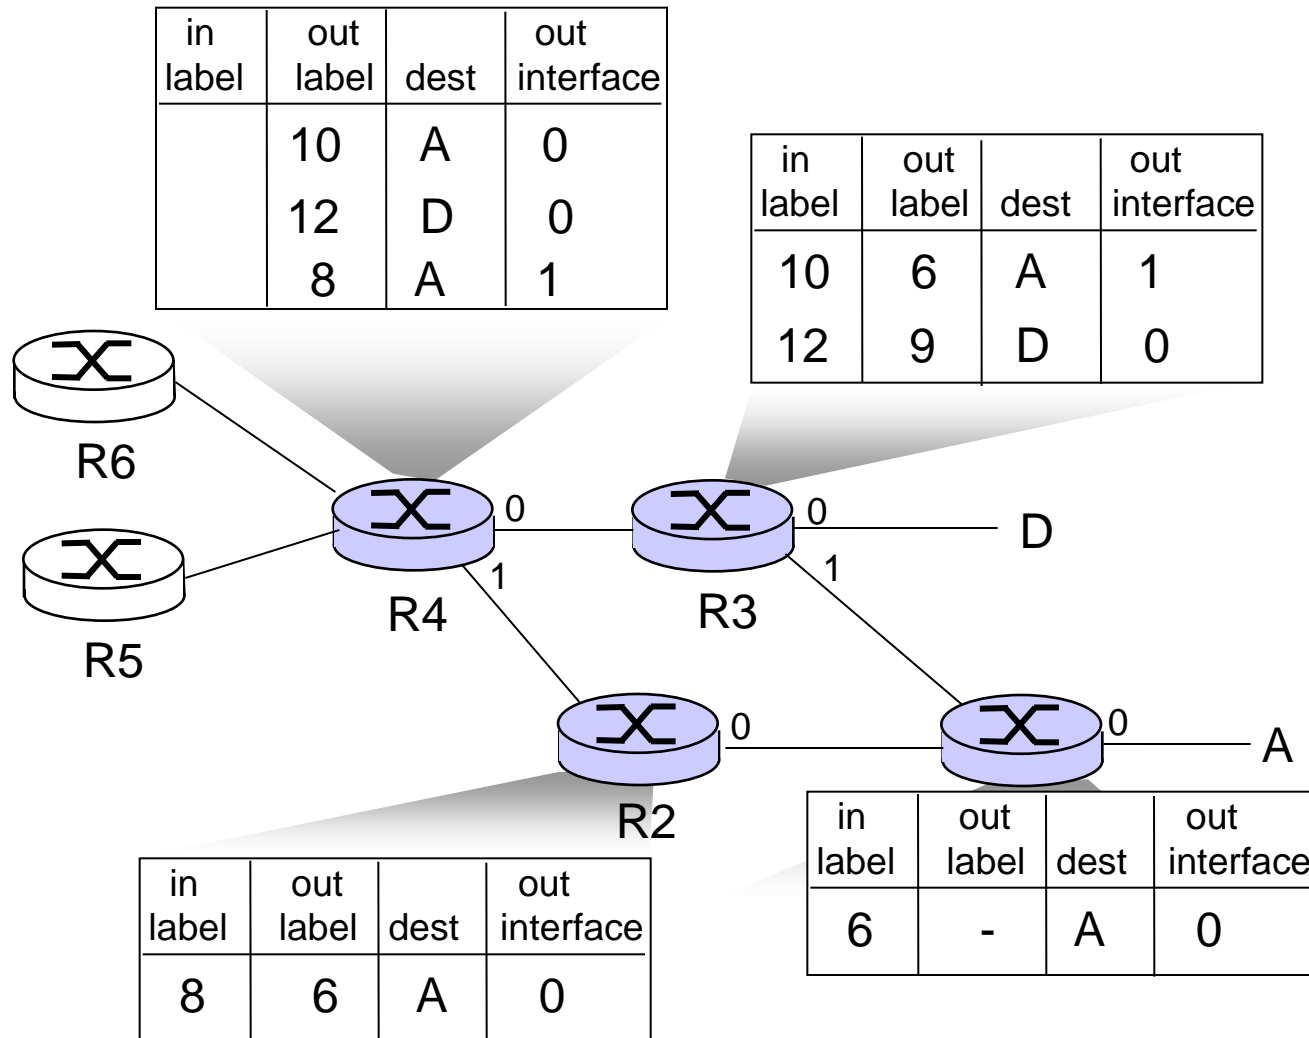 in out out
label label dest interface
10 A 0
12 D 0
8 A 1
in out out
label label dest interface
10 6 A 1
12 9 D 0
R6
0 0 D
1 1
R4 R3
R5
0 0 A
R2
in out out
label label dest interface
6 - A 0
in out out
label label dest interface
8 6 A 0